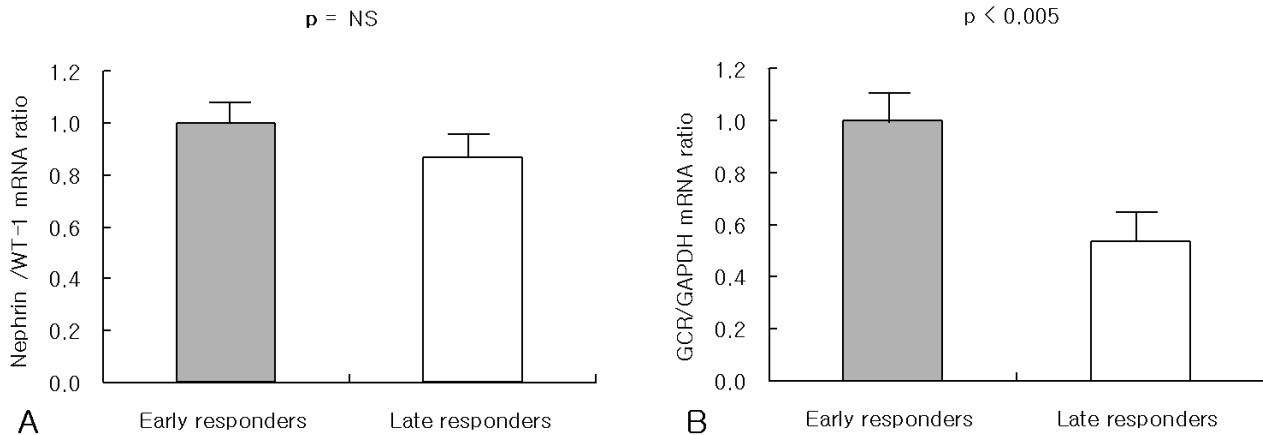 p = NS
Nephrin /WT-1 mRNA ratio
1.2
1.0
0.8
0.6
0.4
0.2
0.0
Early responders
Late responders
A
p < 0.005
GCR/GAPDH mRNA ratio
1.2
1.0
0.8
0.6
0.4
0.2
0.0
Early responders
Late responders
B